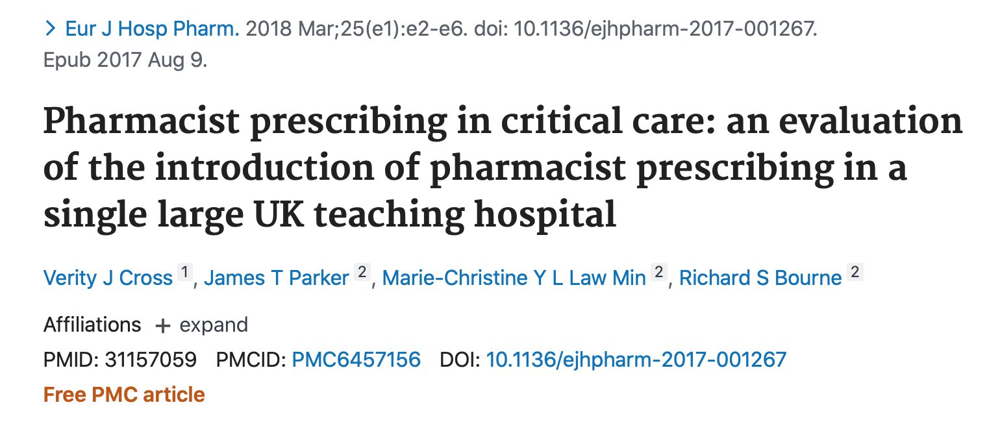 > Eur J Hosp Pharm. 2018 Mar;25(e1):e2-e6. doi: 10.1136/ejhpharm-2017-001267.
Epub 2017 Aug 9.
Pharmacist prescribing in critical care: an evaluation
of the introduction of pharmacist prescribing in a
single large UK teaching hospital
Verity J Cross 1, James T Parker 2, Marie-Christine Y L Law Min 2, Richard S Bourne 2
Affiliations + expand
PMID: 31157059 PMCID: PMC6457156 DOI: 10.1136/ejhpharm-2017-001267
Free PMC article